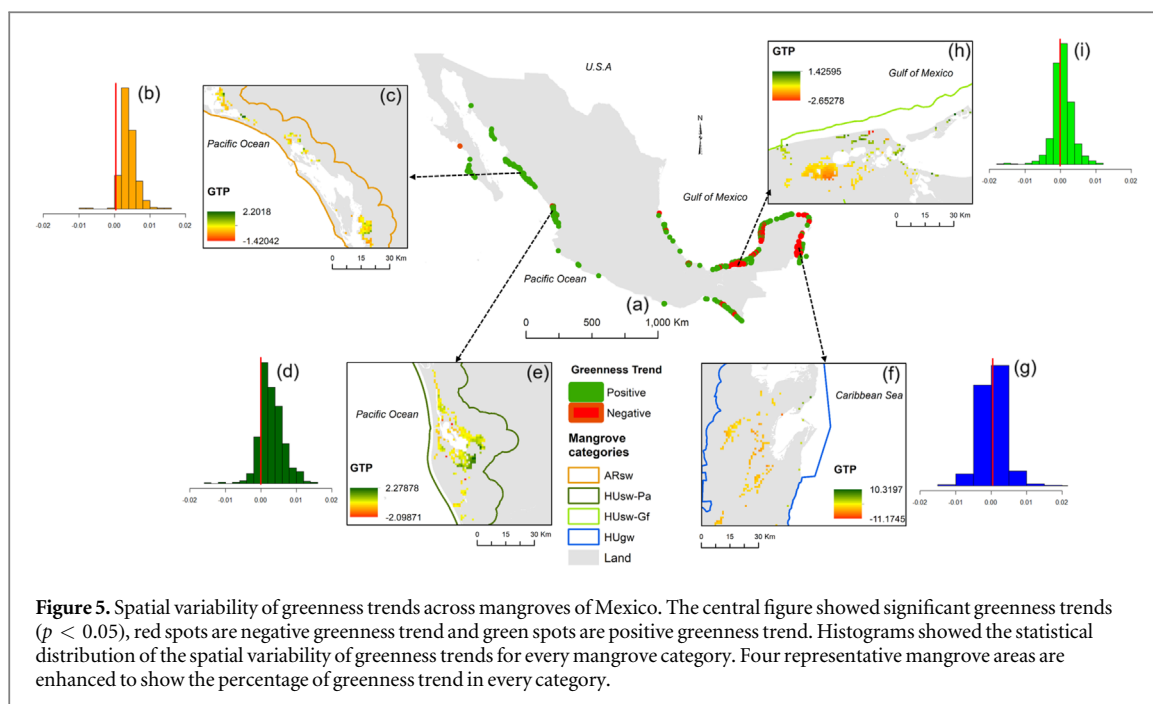 (b)
-0.02 -0.01 0.00 0.01 0.02
(c)
Pacific Ocean
GTP
2.2018
-1.42042
0 15 30 Km
U.S.A
N
Gulf of Mexico
Pacific Ocean
(a)
0 500 1,000 Km
(h)
GTP
1.42595
-2.65278
Gulf of Mexico
0 15 30 Km
(i)
-0.02 -0.01 0.00 0.01 0.02
(d)
-0.02 -0.01 0.00 0.01 0.02
(e)
Pacific Ocean
GTP
2.27878
-2.09871
0 15 30 Km
Greenness Trend
Positive
Negative
Mangrove
categories
ARsw
HUsw-Pa
HUsw-Gf
HUgw
Land
(f)
Caribbean Sea
GTP
10.3197
-11.1745
0 15 30 Km
(g)
-0.02 -0.01 0.00 0.01 0.02
Figure 5. Spatial variability of greenness trends across mangroves of Mexico. The central figure showed significant greenness trends
(p < 0.05), red spots are negative greenness trend and green spots are positive greenness trend. Histograms showed the statistical
distribution of the spatial variability of greenness trends for every mangrove category. Four representative mangrove areas are
enhanced to show the percentage of greenness trend in every category.